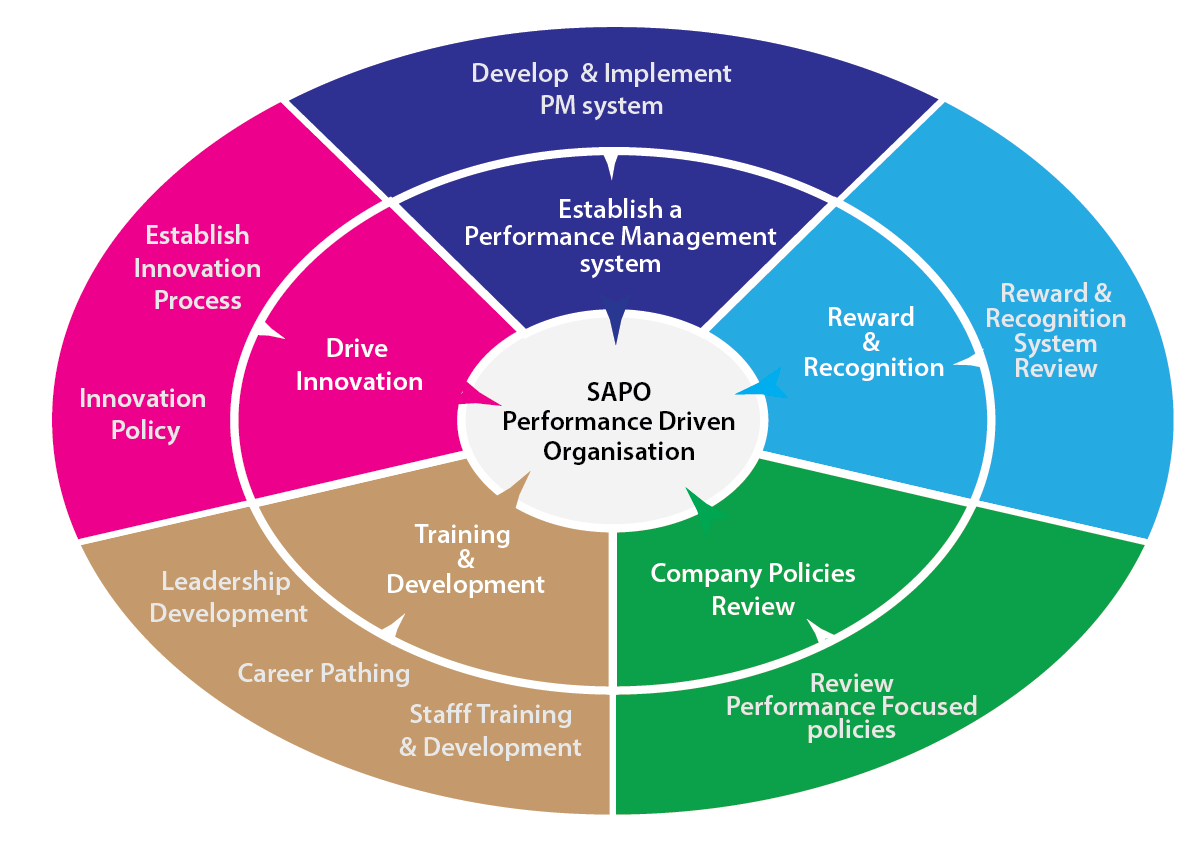 Develop & Implement
PM system
Establish a
Performance Management
system
Establish
Innovation
Process
Innovation
Policy
Drive
Innovation
Reward
&
Recognition
Reward &
Recognition
System
Review
SAPO
Performance Driven
Organisation
Training
&
Development
Leadership
Development
Career Pathing
Stafff Training
& Development
Company Policies
Review
Review
Performance Focused
policies